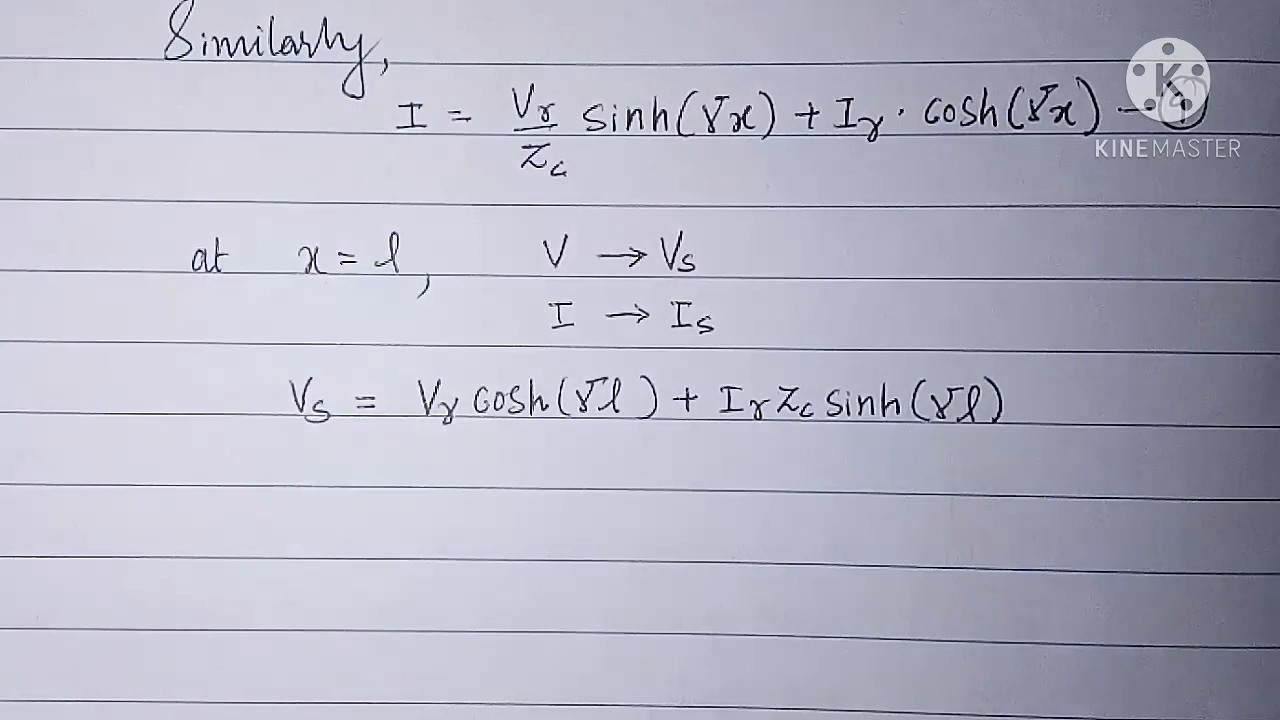 Similarly,
I = Vr/Zc sinh(γx) + Ir · cosh(γx) —
KINEMASTER
at x = l, V → Vs
I → Is
Vs = Vr cosh(γl) + Ir Zc sinh(γl)